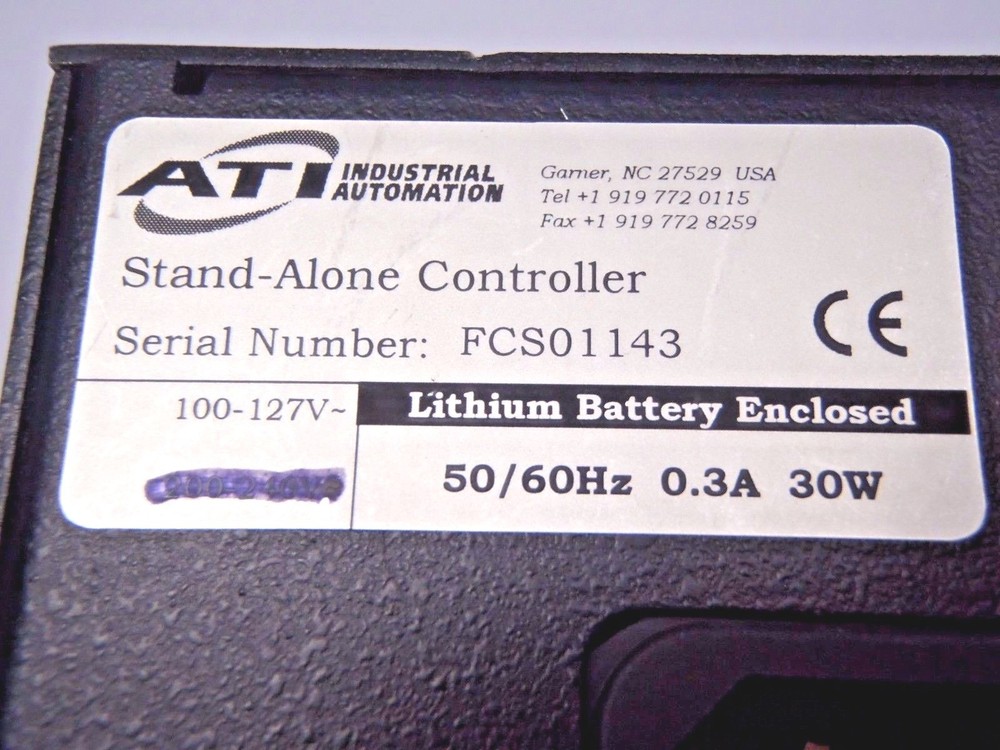 ATI INDUSTRIAL
AUTOMATION
Garner, NC 27529 USA
Tel +1 919 772 0115
Fax +1 919 772 8259
Stand-Alone Controller
Serial Number: FCS01143
CE
100-127V~
Lithium Battery Enclosed
50/60Hz 0.3A 30W